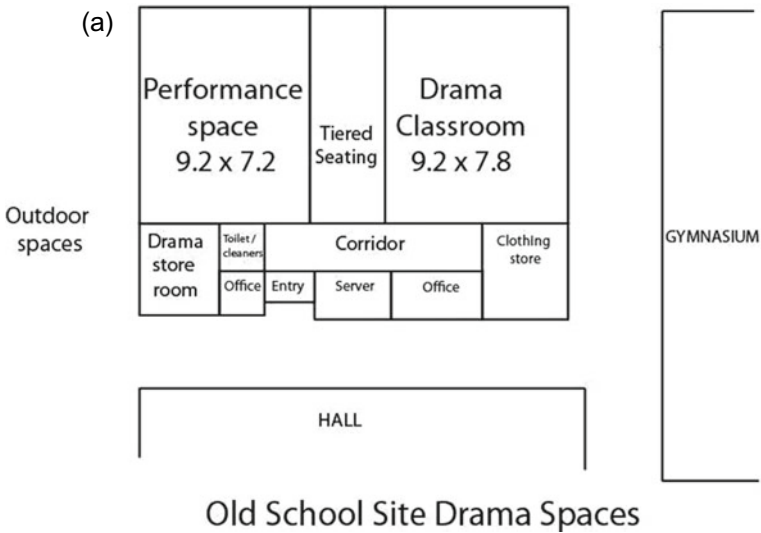 (a)
Performance
space
9.2 x 7.2
Tiered
Seating
Drama
Classroom
9.2 x 7.8
Outdoor
spaces
Drama
store
room
Toilet /
cleaners
Corridor
Clothing
store
Office
Entry
Server
Office
GYMNASIUM
HALL
Old School Site Drama Spaces